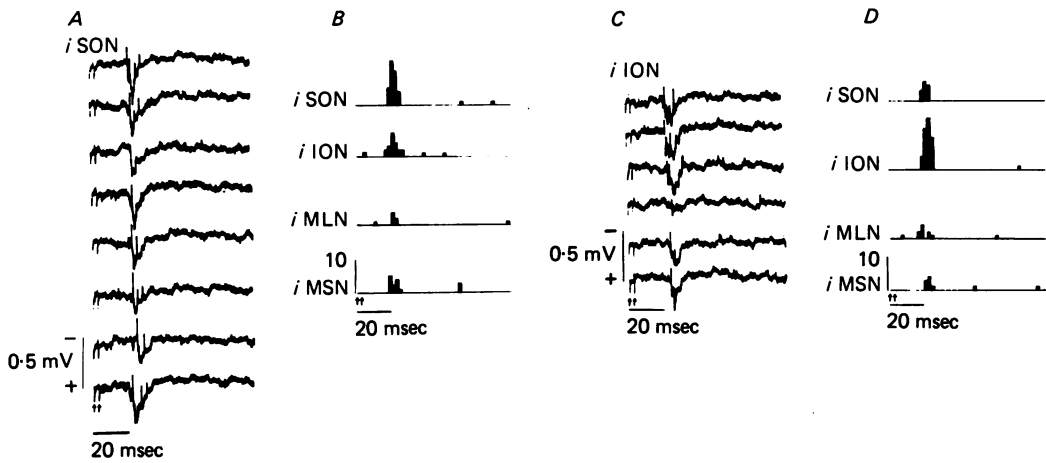 A
i SON
0·5 mV
−
+
↑↑
20 msec
B
i SON
i ION
i MLN
10
i MSN
↑↑
20 msec
C
i ION
−
0·5 mV
+
↑↑
20 msec
D
i SON
i ION
i MLN
10
i MSN
↑↑
20 msec